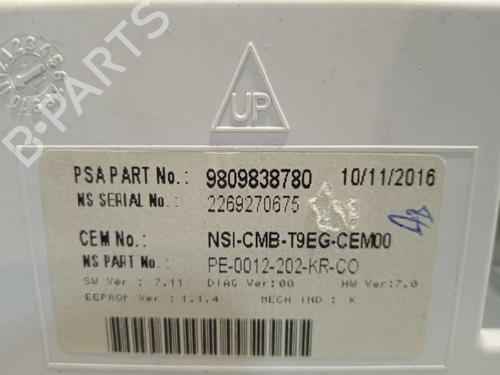 UP
PSA PART No.: 9809838780 10/11/2016
NS SERIAL No.: 2269270675
CEM No.: NSI-CMB-T9EG-CEM00
NS PART No.: PE-0012-202-KR-CO
SW Ver : 7.11 DIAG Ver:00 HW Ver:7.0
EEPROM Ver : 1.1.4 MECH IND : K
B-Parts